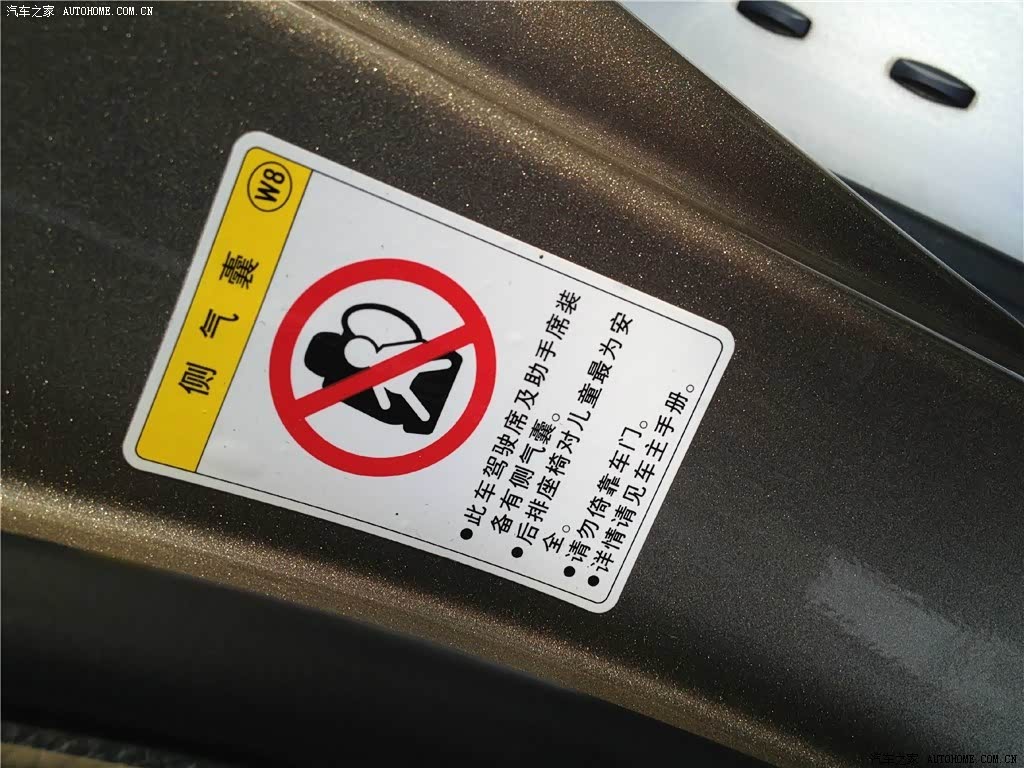 汽车之家 AUTOHOME.COM.CN
侧气囊 W8
●此车驾驶席及助手席装
备有侧气囊。
●后排座椅对儿童最为安
全。
●请勿倚靠车门。
●详情请见车主手册。
汽车之家 AUTOHOME.COM.CN